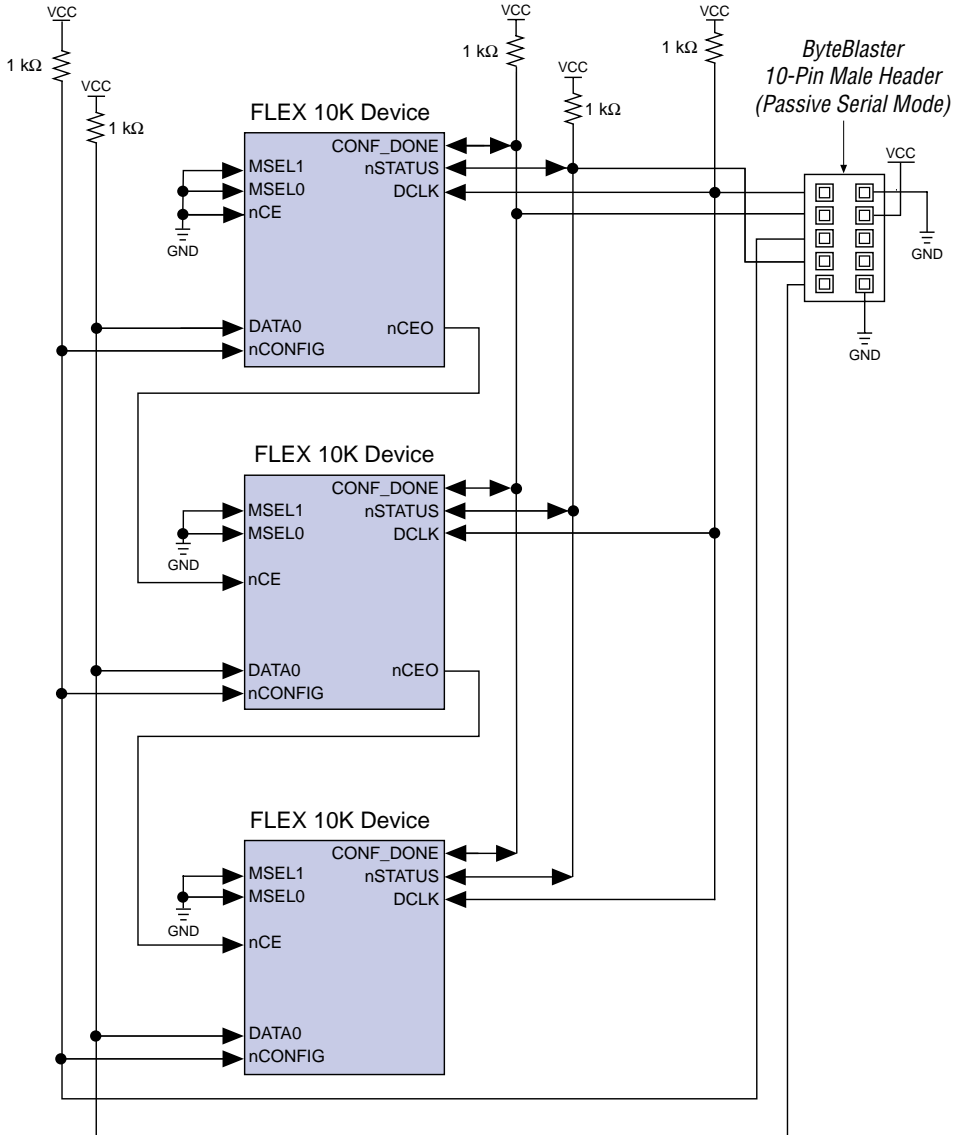 VCC
VCC
VCC
1 kΩ
1 kΩ
1 kΩ
ByteBlaster
10-Pin Male Header
(Passive Serial Mode)
VCC
VCC
1 kΩ
1 kΩ
FLEX 10K Device
CONF_DONE
MSEL1
nSTATUS
MSEL0
DCLK
nCE
GND
VCC
GND
GND
DATA0
nCEO
nCONFIG
FLEX 10K Device
CONF_DONE
MSEL1
nSTATUS
MSEL0
DCLK
GND
nCE
DATA0
nCEO
nCONFIG
FLEX 10K Device
CONF_DONE
MSEL1
nSTATUS
MSEL0
DCLK
GND
nCE
DATA0
nCONFIG